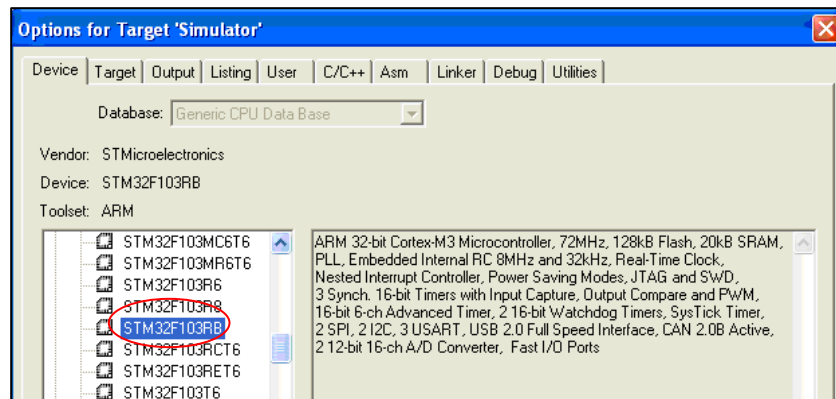 Options for Target 'Simulator'
Device Target Output Listing User C/C++ Asm Linker Debug Utilities
Database: Generic CPU Data Base
Vendor: STMicroelectronics
Device: STM32F103RB
Toolset: ARM
STM32F103MC6T6
STM32F103MR6T6
STM32F103R6
STM32F103R8
STM32F103RB
STM32F103RCT6
STM32F103RET6
STM32F103T6
ARM 32-bit Cortex-M3 Microcontroller, 72MHz, 128kB Flash, 20kB SRAM,
PLL, Embedded Internal RC 8MHz and 32kHz, Real-Time Clock,
Nested Interrupt Controller, Power Saving Modes, JTAG and SWD,
3 Synch. 16-bit Timers with Input Capture, Output Compare and PWM,
16-bit 6-ch Advanced Timer, 2 16-bit Watchdog Timers, SysTick Timer,
2 SPI, 2 I2C, 3 USART, USB 2.0 Full Speed Interface, CAN 2.0B Active,
2 12-bit 16-ch A/D Converter, Fast I/O Ports